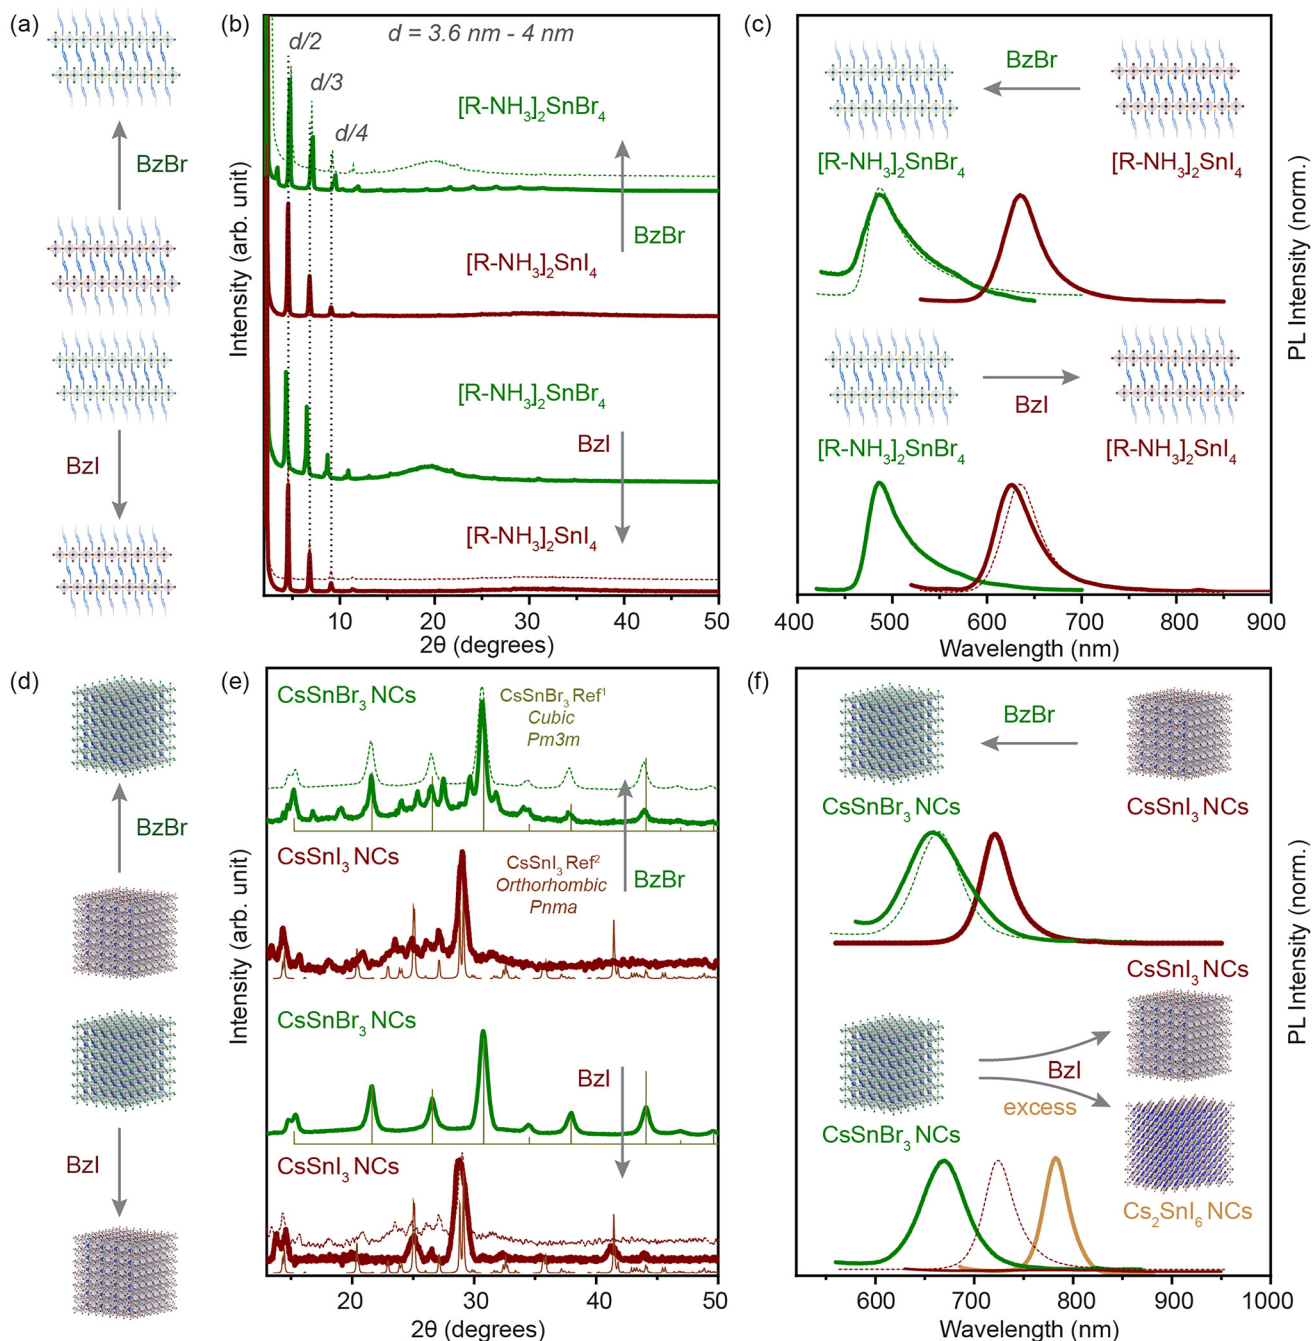 (a)
BzBr
BzI
(b)
d/2
d = 3.6 nm - 4 nm
d/3
d/4
[R-NH₃]₂SnBr₄
BzBr
[R-NH₃]₂SnI₄
[R-NH₃]₂SnBr₄
BzI
[R-NH₃]₂SnI₄
Intensity (arb. unit)
10 20 30 40 50
2θ (degrees)
(c)
BzBr
[R-NH₃]₂SnBr₄ [R-NH₃]₂SnI₄
BzI
[R-NH₃]₂SnBr₄ [R-NH₃]₂SnI₄
PL Intensity (norm.)
400 500 600 700 800 900
Wavelength (nm)
(d)
BzBr
BzI
(e)
CsSnBr₃ NCs
CsSnBr₃ Ref¹
Cubic
Pm3m
BzBr
CsSnI₃ NCs
CsSnI₃ Ref²
Orthorhombic
Pnma
CsSnBr₃ NCs
BzI
CsSnI₃ NCs
Intensity (arb. unit)
20 30 40 50
2θ (degrees)
(f)
BzBr
CsSnBr₃ NCs CsSnI₃ NCs
CsSnI₃ NCs
BzI
excess
CsSnBr₃ NCs
Cs₂SnI₆ NCs
PL Intensity (norm.)
600 700 800 900 1000
Wavelength (nm)